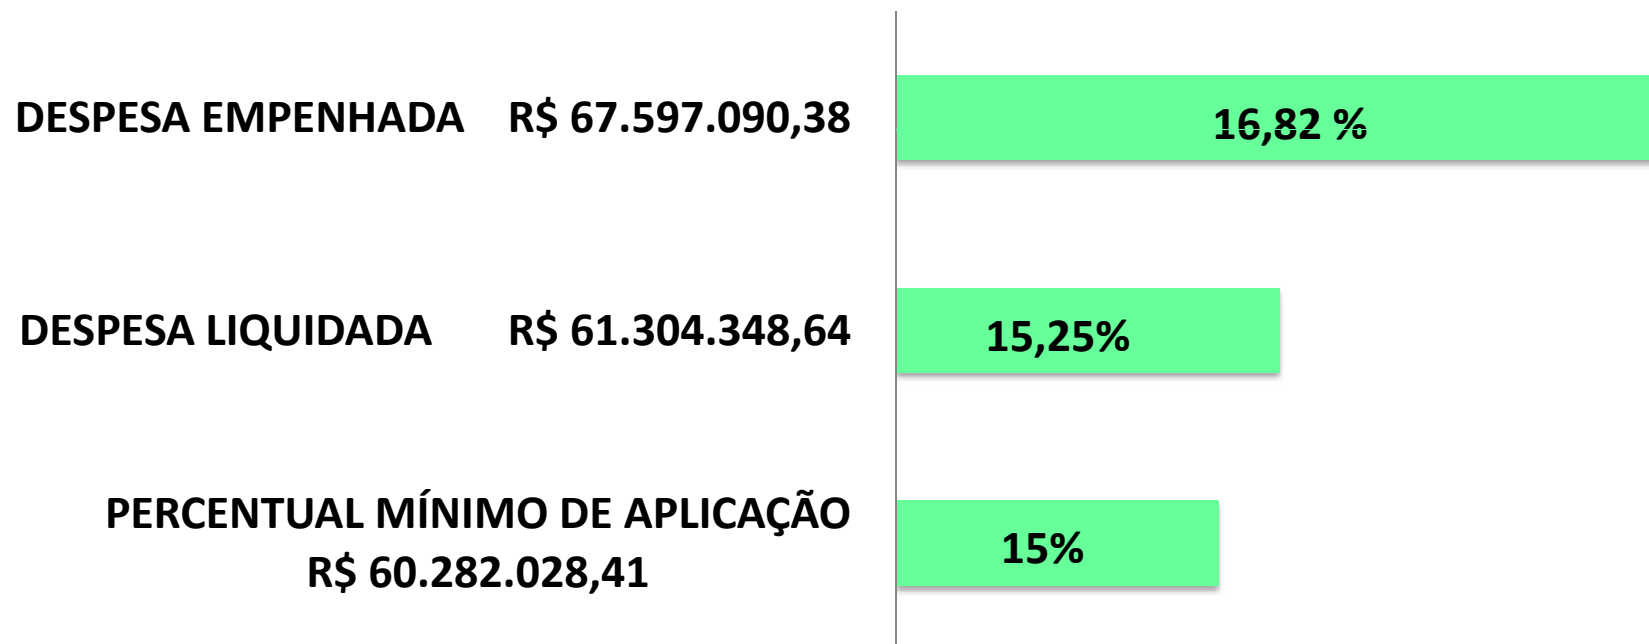 DESPESA EMPENHADA R$ 67.597.090,38
16,82 %
DESPESA LIQUIDADA R$ 61.304.348,64
15,25%
PERCENTUAL MÍNIMO DE APLICAÇÃO
R$ 60.282.028,41
15%